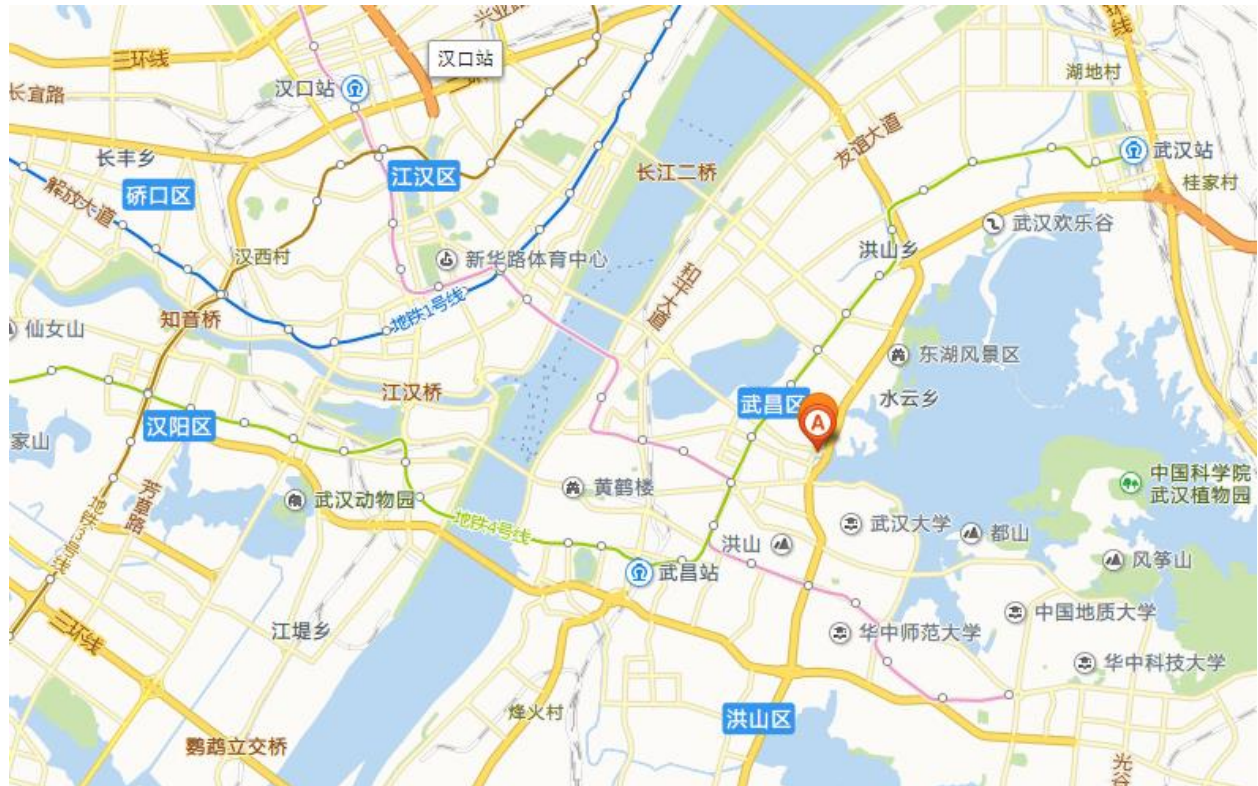 兴业路
三环线
汉口站
汉口站
三环
湖地村
长宜路
友谊大道
武汉站
长丰乡
长江二桥
江汉区
桂家村
硚口区
解放大道
武汉欢乐谷
汉西村
新华路体育中心
洪山乡
和平大道
地铁1号线
知音桥
仙女山
东湖风景区
江汉桥
武昌区
水云乡
A
汉阳区
家山
中国科学院
武汉植物园
黄鹤楼
武汉动物园
芳草路
地铁4号线
武汉大学
都山
洪山
地铁3号线
风筝山
武昌站
中国地质大学
三环线
江堤乡
华中师范大学
华中科技大学
烽火村
洪山区
鹦鹉立交桥
光谷